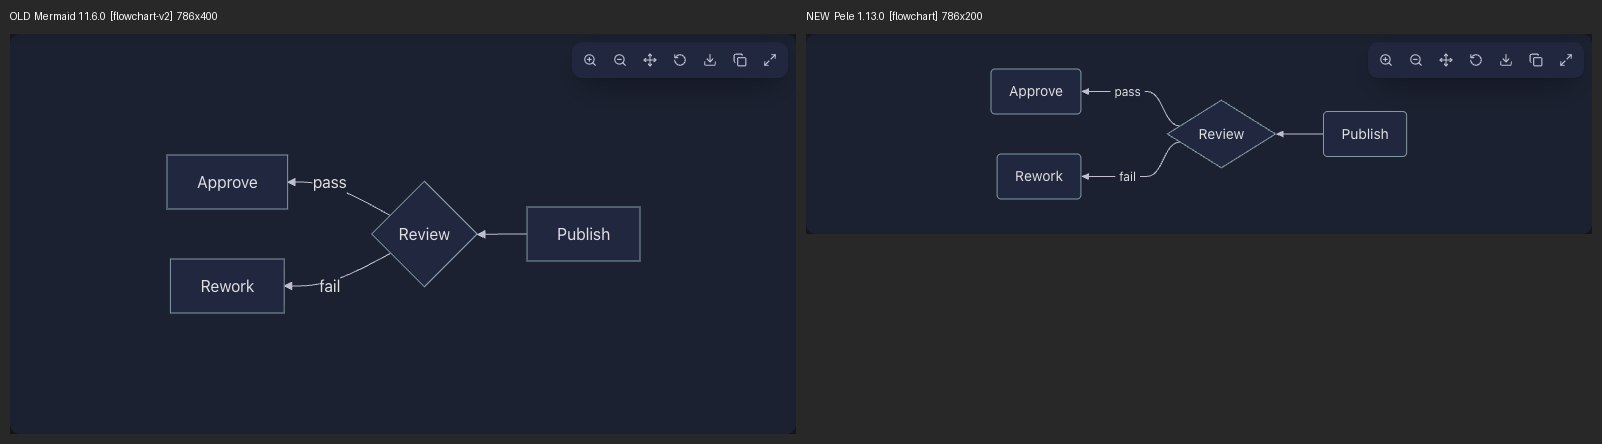 OLD Mermaid 11.6.0 [flowchart-v2] 786x400
Approve
pass
Review
Publish
Rework
fail
NEW Pele 1.13.0 [flowchart] 786x200
Approve
pass
Review
Publish
Rework
fail